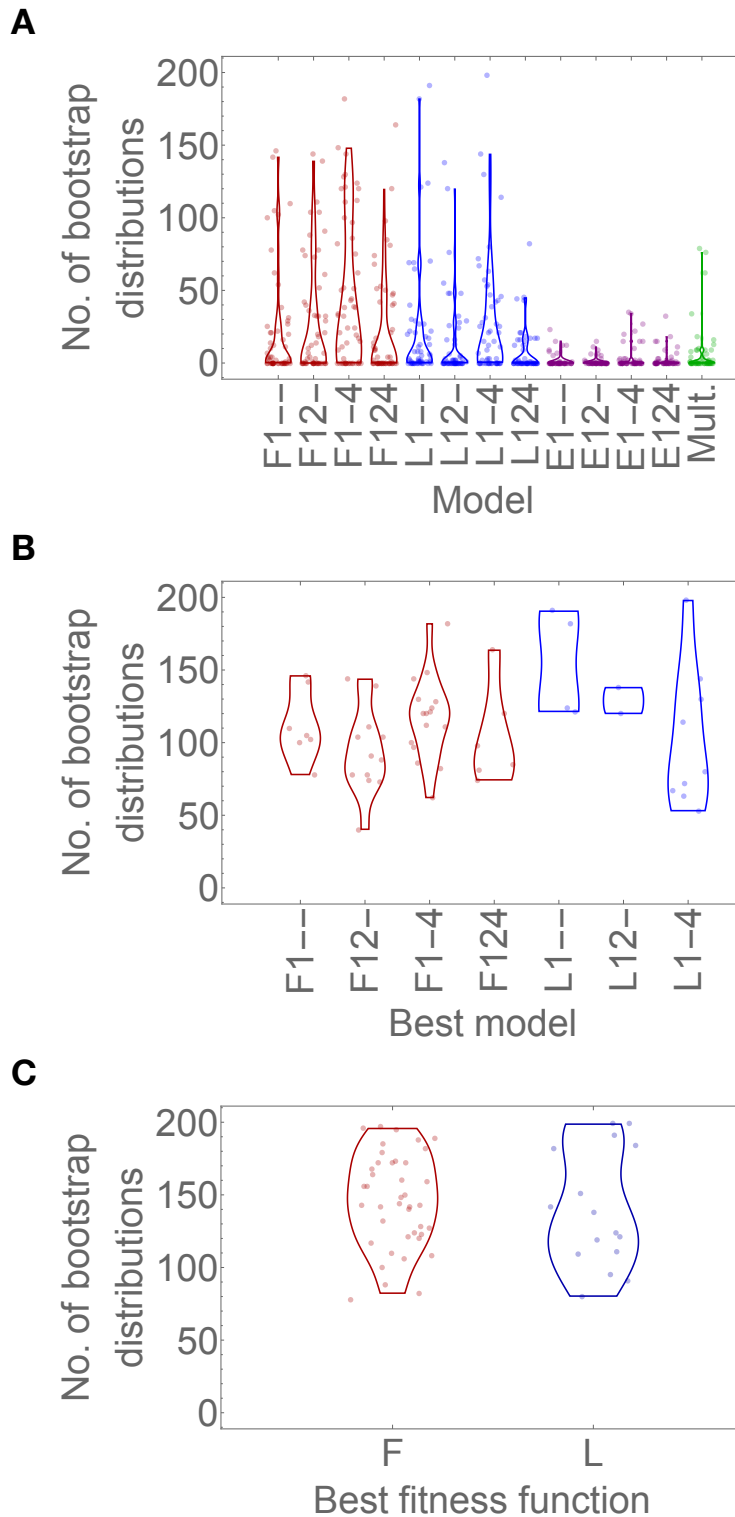 A
No. of bootstrap
distributions
200
150
100
50
0
F1−−
F12−
F1−4
F124
L1−−
L12−
L1−4
L124
E1−−
E12−
E1−4
E124
Mult.
Model
B
No. of bootstrap
distributions
200
150
100
50
0
F1−−
F12−
F1−4
F124
L1−−
L12−
L1−4
Best model
C
No. of bootstrap
distributions
200
150
100
50
0
F
L
Best fitness function